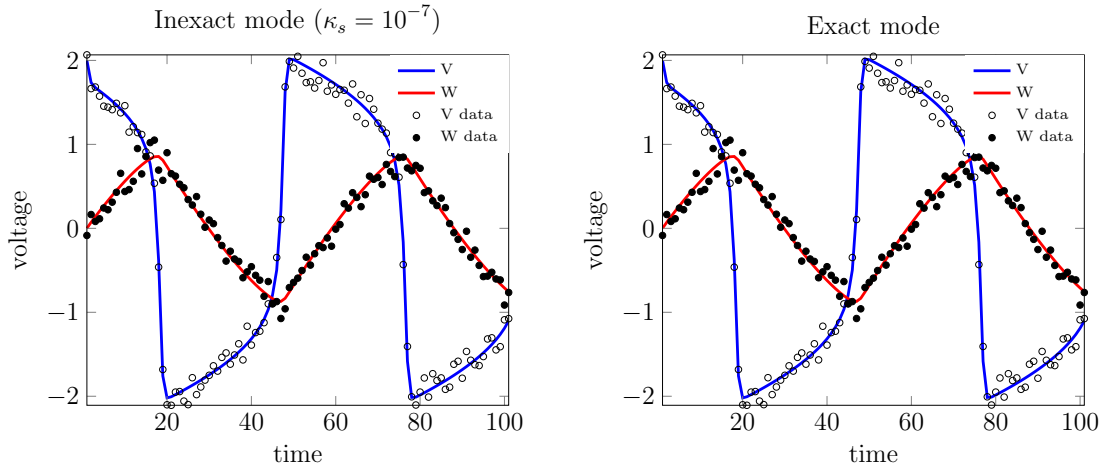 Inexact mode (κₛ = 10⁻⁷)
2
1
0
−1
−2
voltage
20 40 60 80 100
time
V
W
V data
W data
Exact mode
2
1
0
−1
−2
voltage
20 40 60 80 100
time
V
W
V data
W data